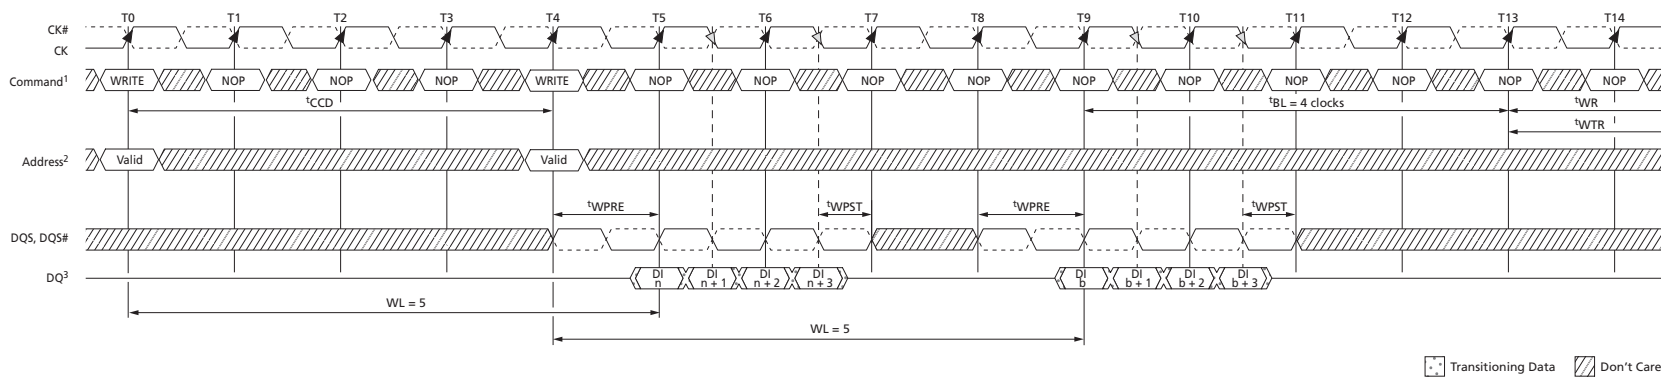 T0 T1 T2 T3 T4 T5 T6 T7 T8 T9 T10 T11 T12 T13 T14
CK#
CK
Command¹ WRITE NOP NOP NOP WRITE NOP NOP NOP NOP NOP NOP NOP NOP NOP NOP
ᵗCCD ᵗBL = 4 clocks ᵗWR
ᵗWTR
Address² Valid Valid
ᵗWPRE ᵗWPST ᵗWPRE ᵗWPST
DQS, DQS#
DQ³ DI n DI n + 1 DI n + 2 DI n + 3 DI b DI b + 1 DI b + 2 DI b + 3
WL = 5
WL = 5
Transitioning Data Don't Care